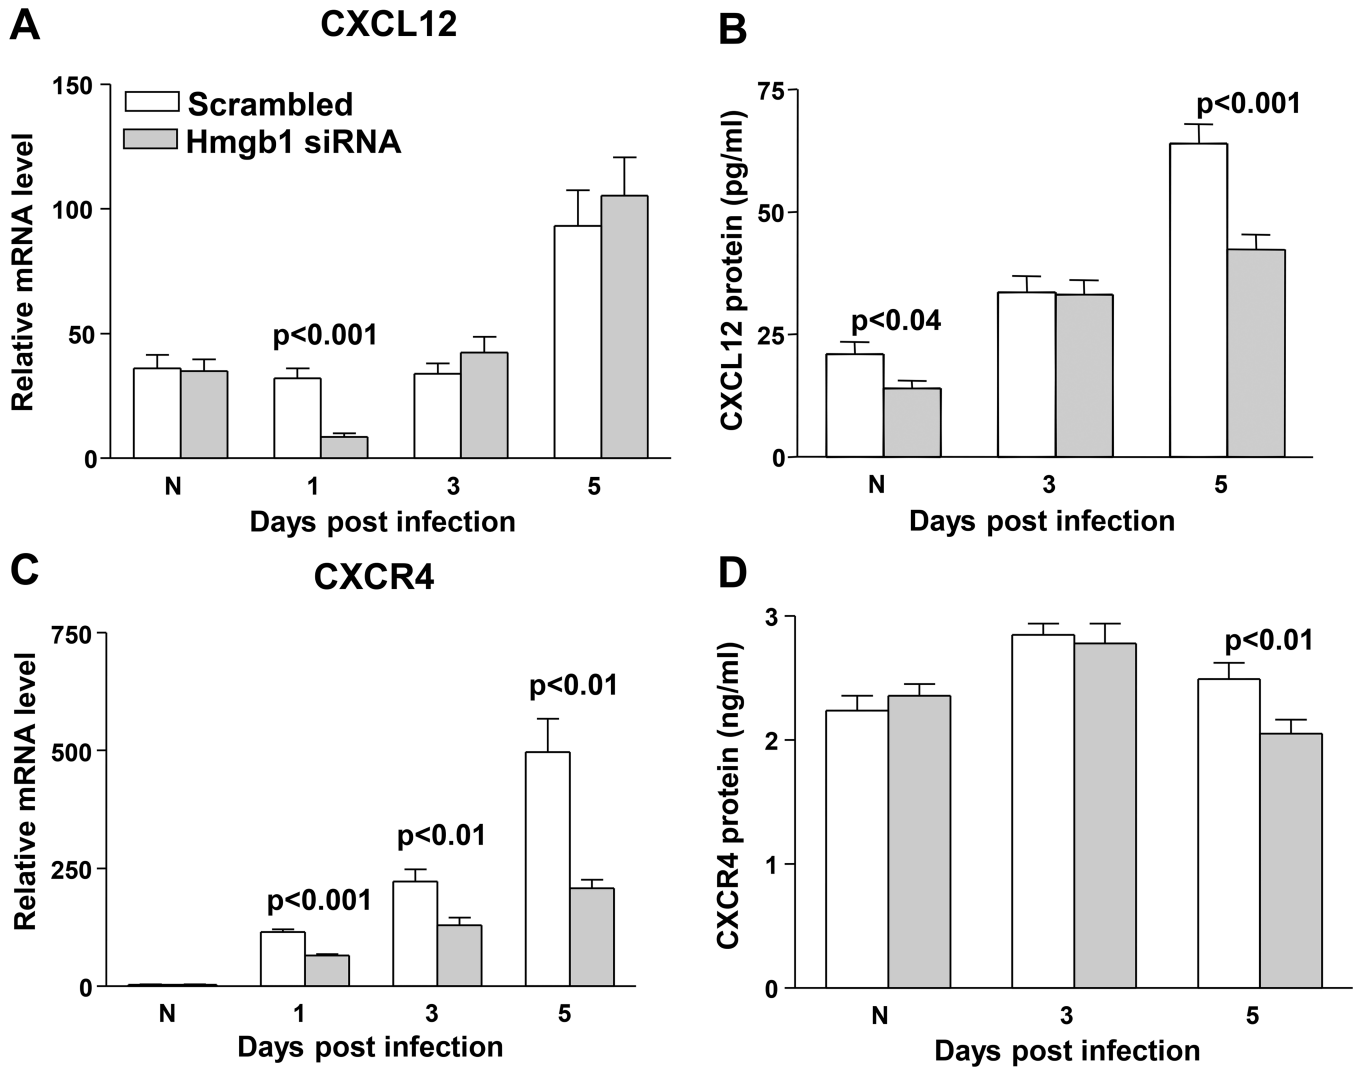 A
CXCL12
150
100
50
0
Relative mRNA level
Scrambled
Hmgb1 siRNA
p<0.001
N 1 3 5
Days post infection
B
75
50
25
0
CXCL12 protein (pg/ml)
p<0.04
p<0.001
N 3 5
Days post infection
C
CXCR4
750
500
250
0
Relative mRNA level
p<0.001
p<0.01
p<0.01
N 1 3 5
Days post infection
D
3
2
1
0
CXCR4 protein (ng/ml)
p<0.01
N 3 5
Days post infection